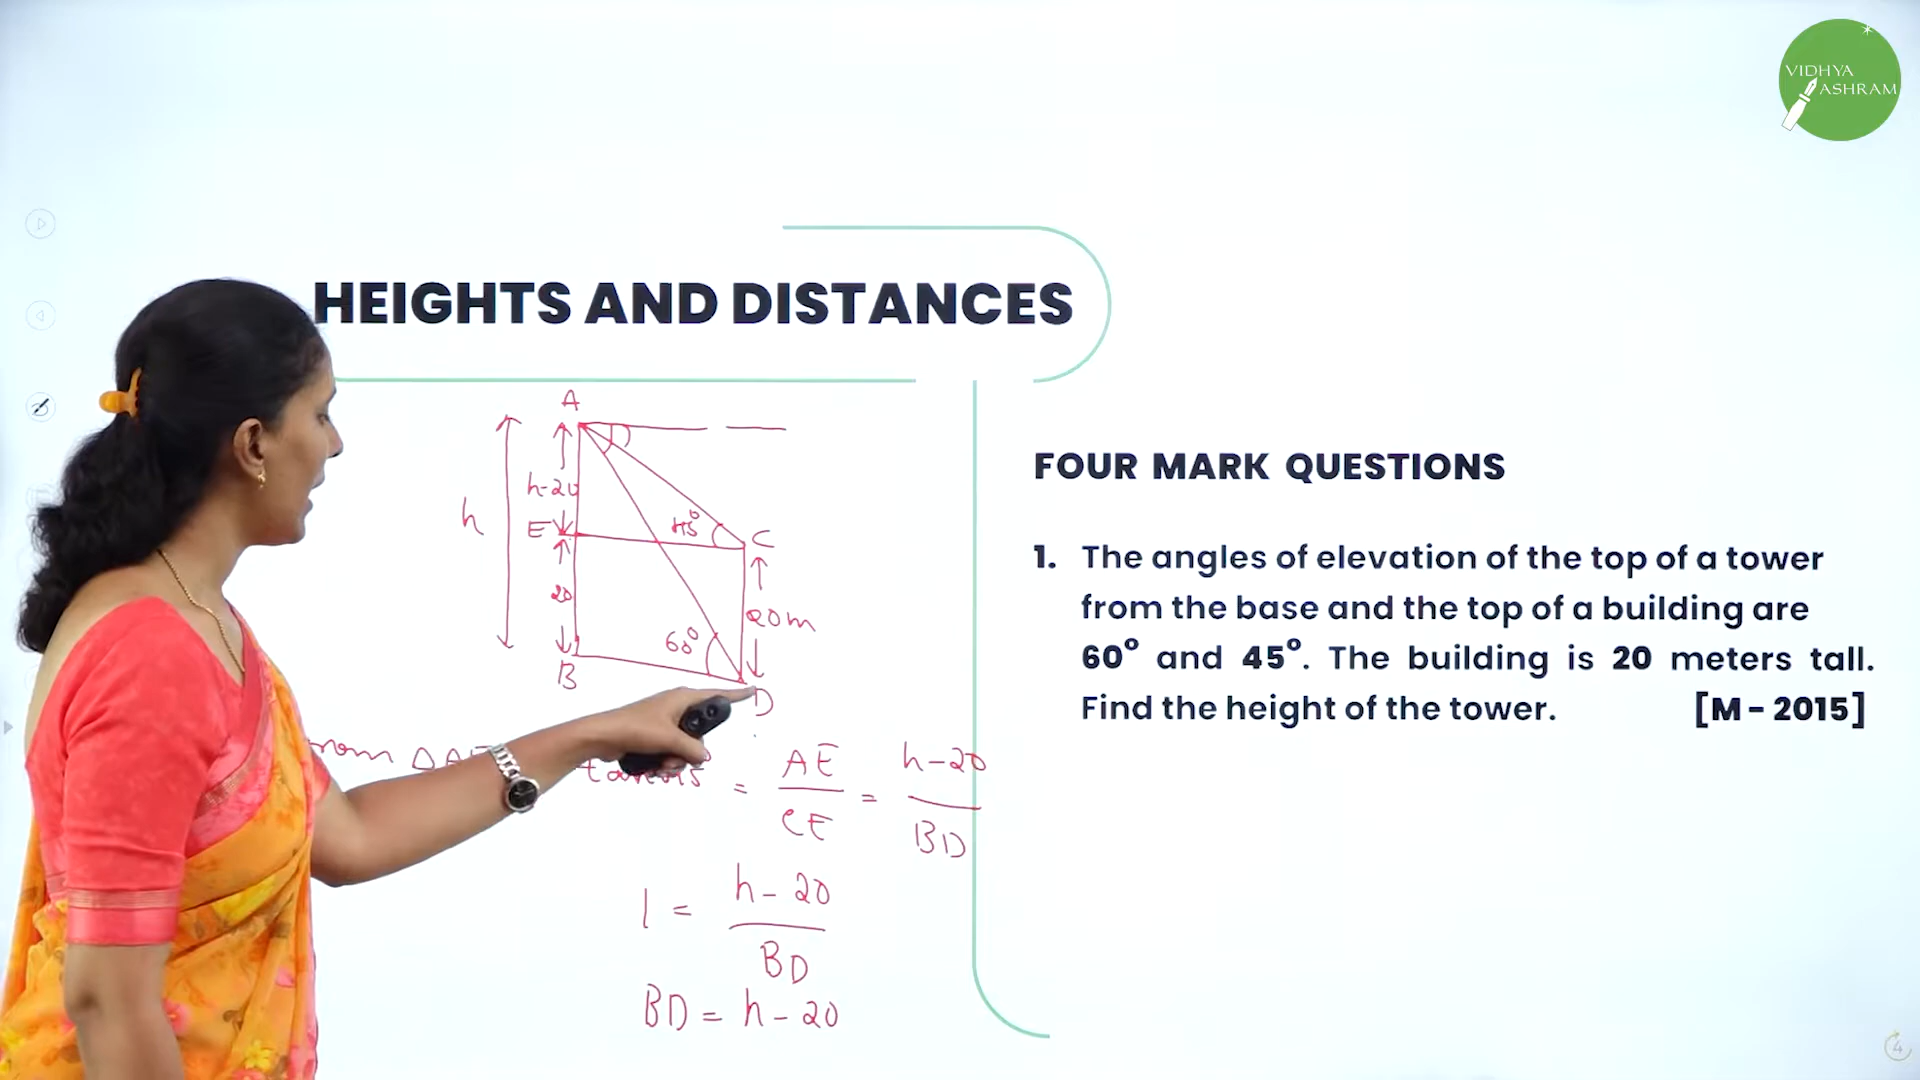 VIDHYA
ASHRAM
HEIGHTS AND DISTANCES
A
h-20
h
E
45°
C
20
20m
60°
B
D
FOUR MARK QUESTIONS
1. The angles of elevation of the top of a tower
from the base and the top of a building are
60° and 45°. The building is 20 meters tall.
Find the height of the tower. [M - 2015]
= AE/CE = h-20/BD
1 = h-20/BD
BD = h-20
4